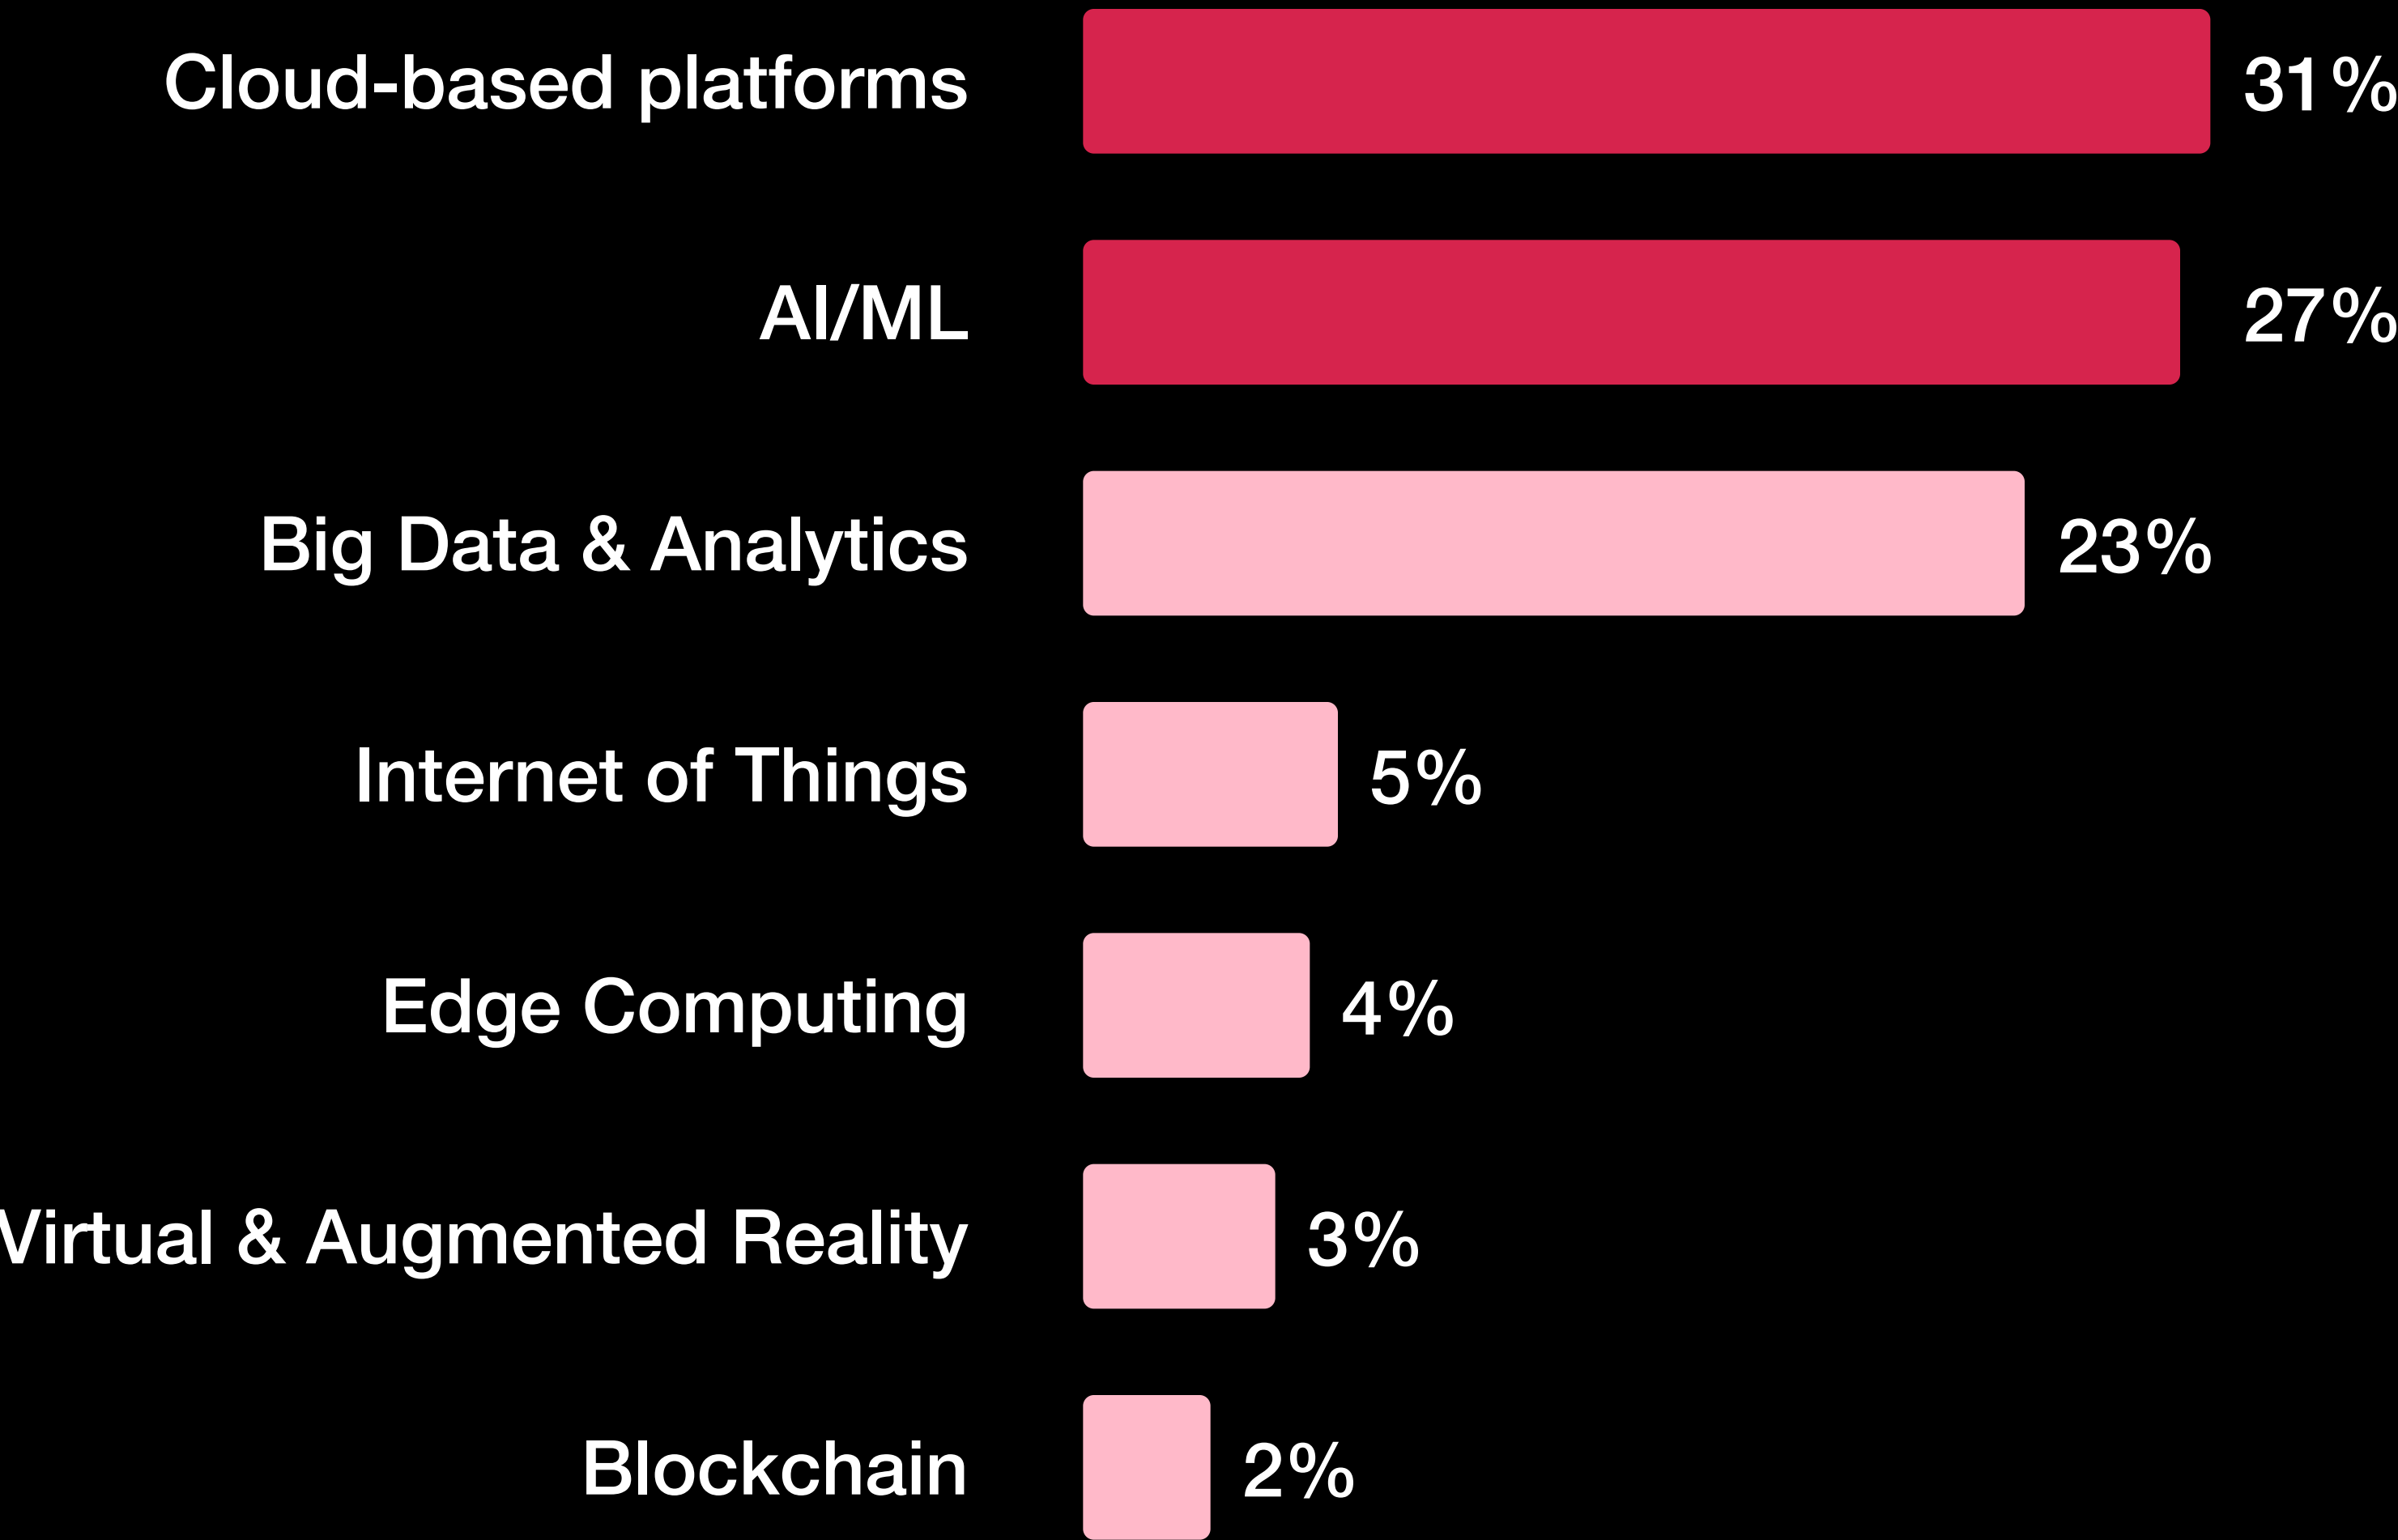 Cloud-based platforms 31%
AI/ML 27%
Big Data & Analytics 23%
Internet of Things 5%
Edge Computing 4%
Virtual & Augmented Reality 3%
Blockchain 2%